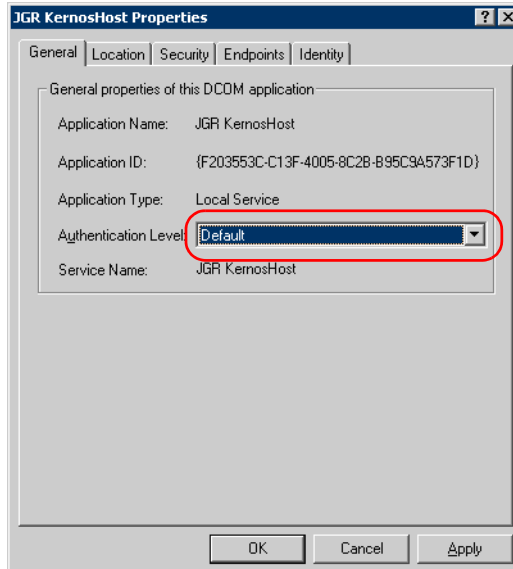 JGR KernosHost Properties
General Location Security Endpoints Identity
General properties of this DCOM application
Application Name: JGR KernosHost
Application ID: {F203553C-C13F-4005-8C2B-B95C9A573F1D}
Application Type: Local Service
Authentication Level: Default
Service Name: JGR KernosHost
OK Cancel Apply